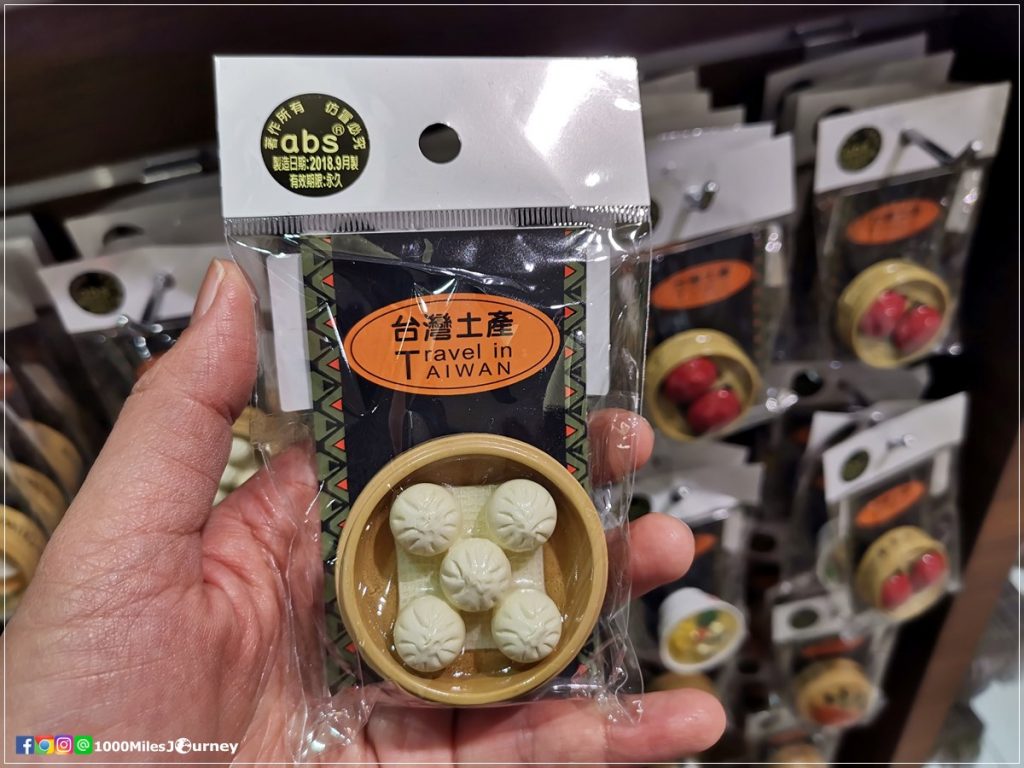 著作所有 仿冒必究
abs®
製造日期:2018.9月製
有效期限:永久
台灣土產
Travel in
TAIWAN
1000MilesJourney